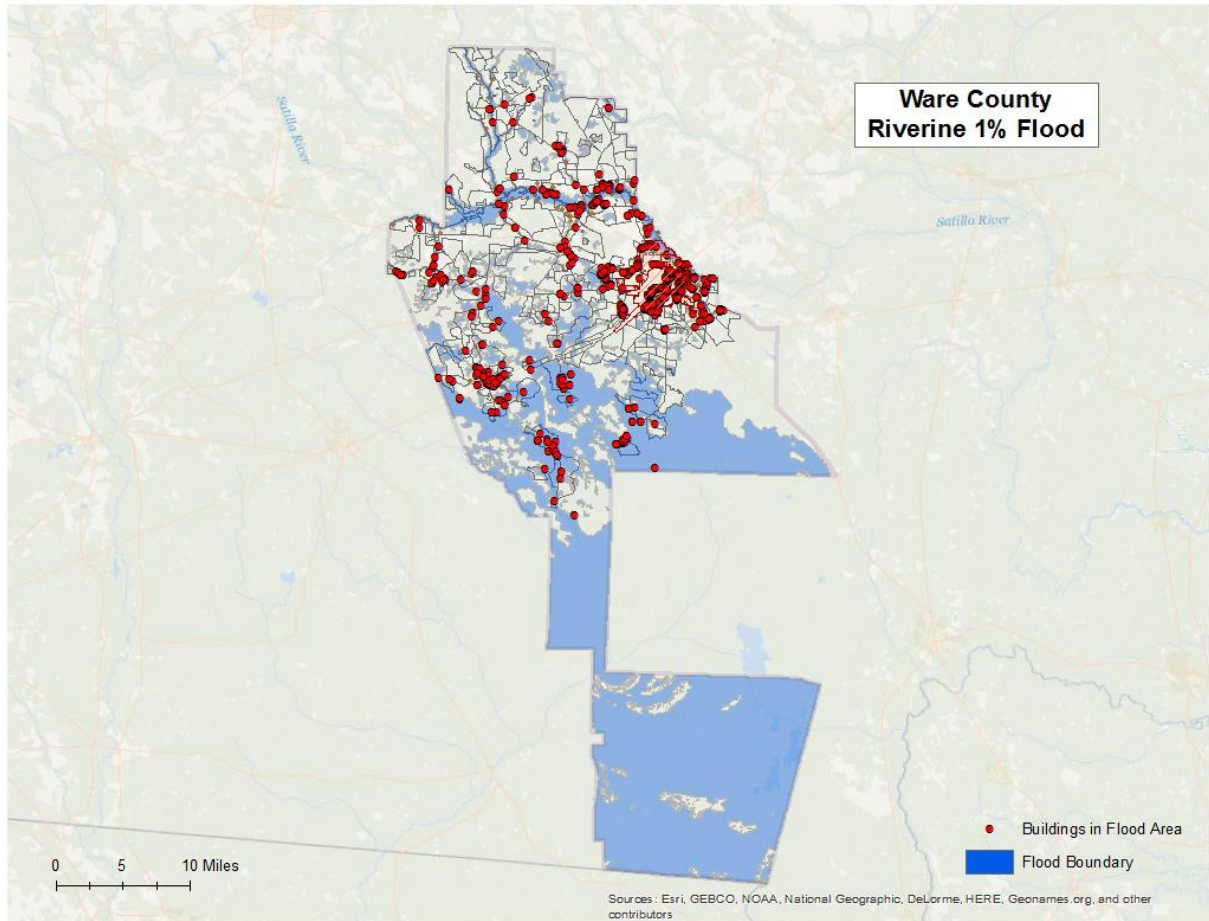 Ware County
Riverine 1% Flood
Satilla River
Satilla River
Buildings in Flood Area
Flood Boundary
0 5 10 Miles
Sources: Esri, GEBCO, NOAA, National Geographic, DeLorme, HERE, Geonames.org, and other
contributors